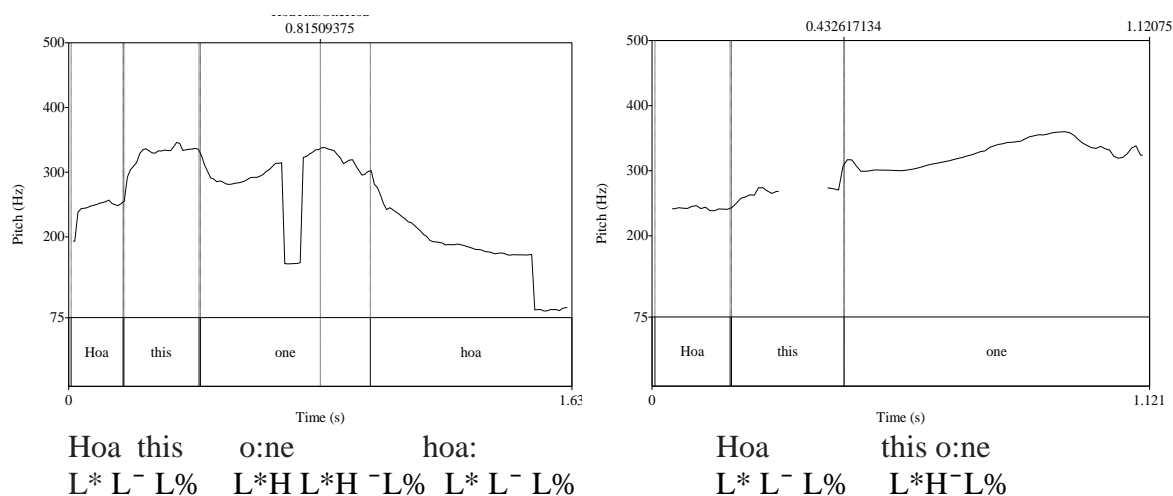 0.81509375
500
400
300
200
75
Pitch (Hz)
Hoa this one hoa
0 1.63
Time (s)
Hoa this o:ne hoa:
L* L⁻ L% L*H L*H ⁻L% L* L⁻ L%
0.432617134 1.12075
500
400
300
200
75
Pitch (Hz)
Hoa this one
0 1.121
Time (s)
Hoa this o:ne
L* L⁻ L% L*H⁻L%